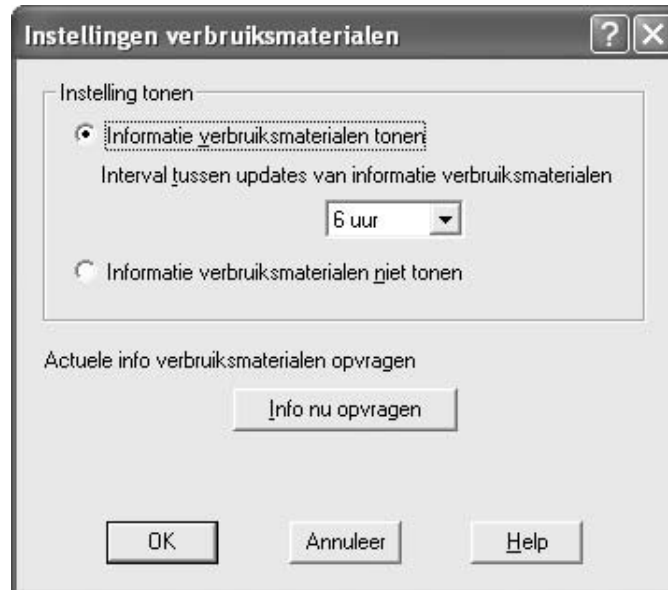 Instellingen verbruiksmaterialen
Instelling tonen
Informatie verbruiksmaterialen tonen
Interval tussen updates van informatie verbruiksmaterialen
6 uur
Informatie verbruiksmaterialen niet tonen
Actuele info verbruiksmaterialen opvragen
Info nu opvragen
OK Annuleer Help